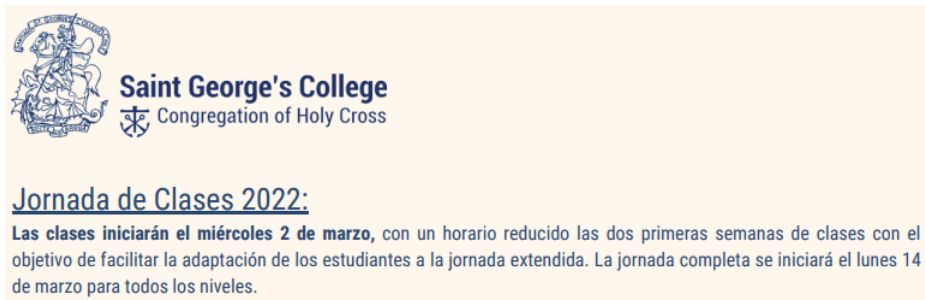 Saint George's College
Congregation of Holy Cross
Jornada de Clases 2022:
Las clases iniciarán el miércoles 2 de marzo, con un horario reducido las dos primeras semanas de clases con el
objetivo de facilitar la adaptación de los estudiantes a la jornada extendida. La jornada completa se iniciará el lunes 14
de marzo para todos los niveles.